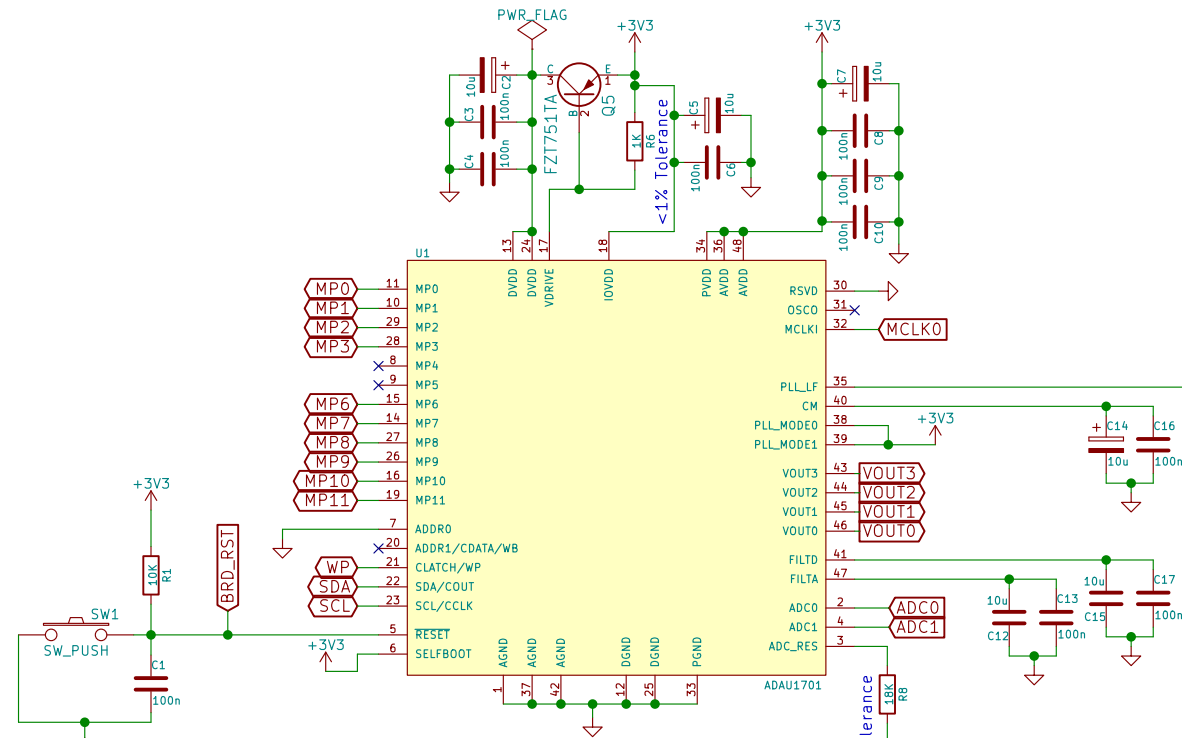 PWR_FLAG
+3V3
+3V3
C
3
E
1
B
2
Q5
FZT751TA
10u
C2
+
C3
100n
C4
100n
1K
R6
<1% Tolerance
C5
+
10u
100n
C6
C7
+
10u
100n
C8
100n
C9
100n
C10
U1
13
24
17
18
34
36
48
DVDD
DVDD
VDRIVE
IOVDD
PVDD
AVDD
AVDD
MP0 11 MP0
MP1 10 MP1
MP2 29 MP2
MP3 28 MP3
8 MP4
9 MP5
MP6 15 MP6
MP7 14 MP7
MP8 27 MP8
MP9 26 MP9
MP10 16 MP10
MP11 19 MP11
7 ADDR0
20 ADDR1/CDATA/WB
WP 21 CLATCH/WP
SDA 22 SDA/COUT
SCL 23 SCL/CCLK
5 RESET
6 SELFBOOT
+3V3
+3V3
10K
R1
BRD_RST
SW1
SW_PUSH
C1
100n
RSVD 30
OSCO 31
MCLKI 32 MCLK0
PLL_LF 35
CM 40
PLL_MODE0 38
PLL_MODE1 39
+3V3
VOUT3 43 VOUT3
VOUT2 44 VOUT2
VOUT1 45 VOUT1
VOUT0 46 VOUT0
FILTD 41
FILTA 47
ADC0 2 ADC0
ADC1 4 ADC1
ADC_RES 3
+
C14
10u
C16
100n
10u
C12
C13
100n
10u
C15
C17
100n
AGND
AGND
AGND
DGND
DGND
PGND
1
37
42
12
25
33
ADAU1701
18K
R8
lerance